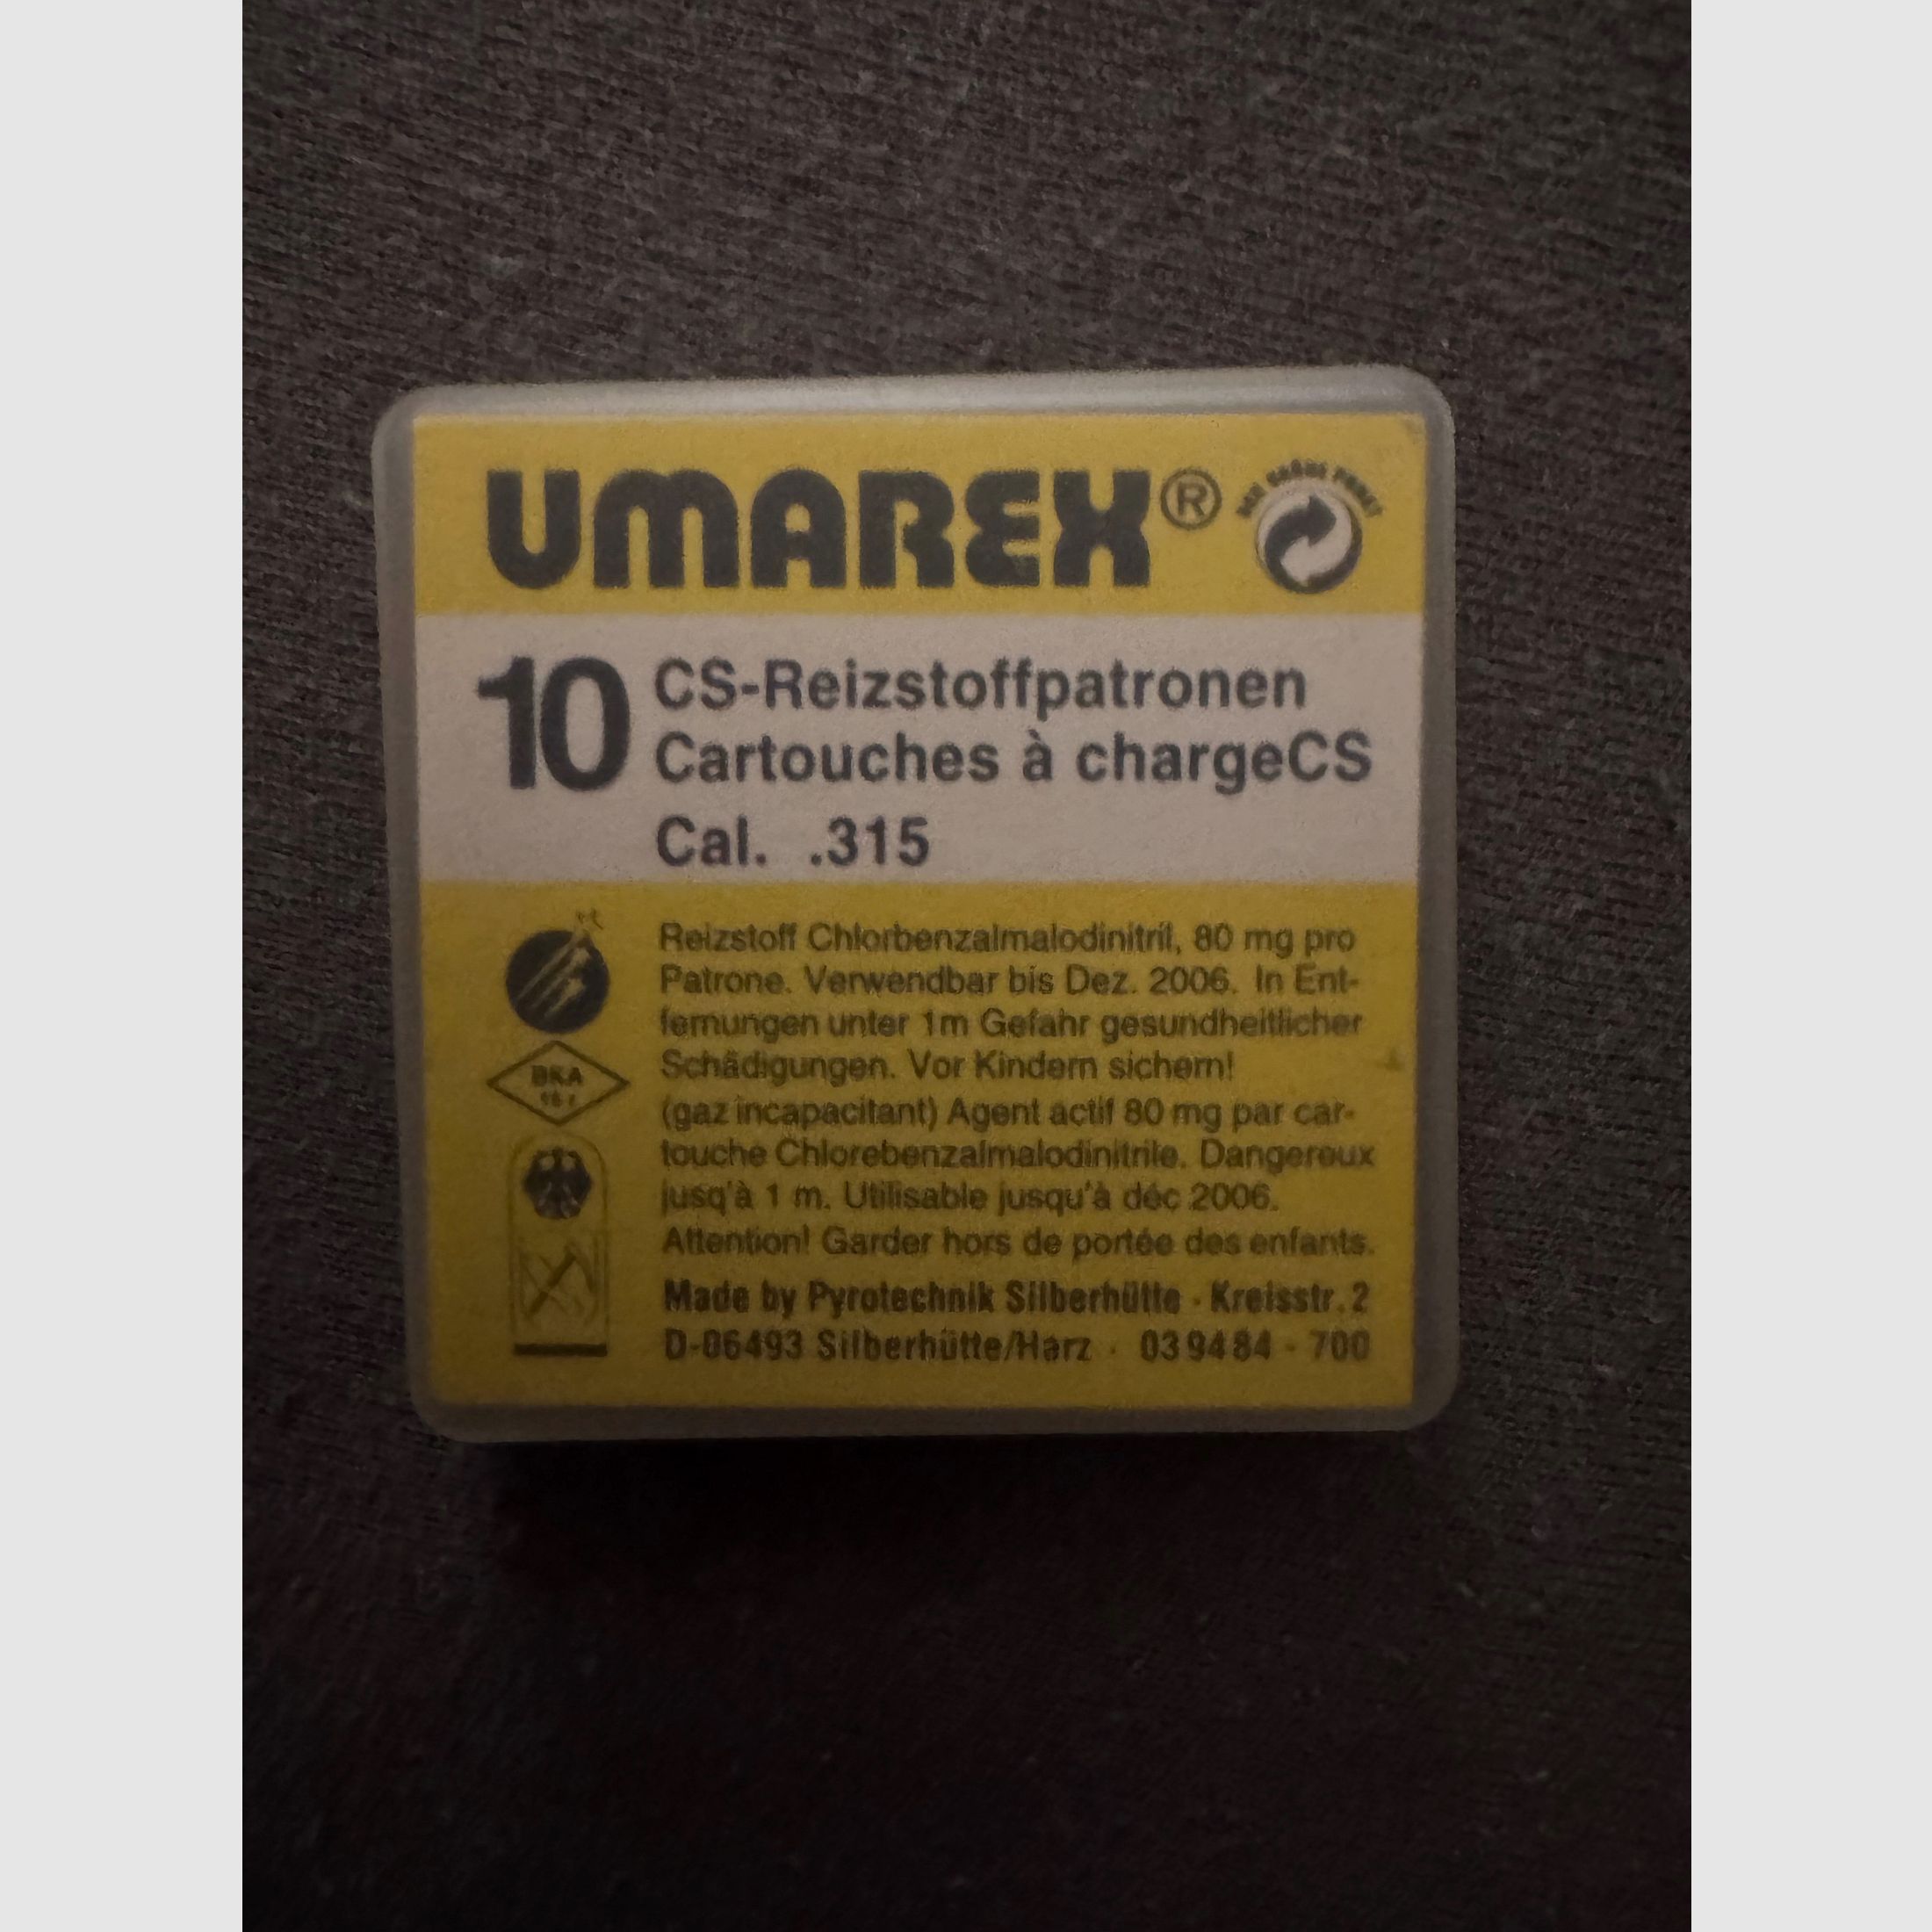 UMAREX®
10 CS-Reizstoffpatronen
Cartouches à chargeCS
Cal. .315
Reizstoff Chlorbenzalmalodinitril, 80 mg pro
Patrone. Verwendbar bis Dez. 2006. In Ent-
fernungen unter 1m Gefahr gesundheitlicher
Schädigungen. Vor Kindern sichern!
(gaz incapacitant) Agent actif 80 mg par car-
touche Chlorebenzalmalodinitrile. Dangereux
jusq'à 1 m. Utilisable jusqu'à déc 2006.
Attention! Garder hors de portée des enfants.
Made by Pyrotechnik Silberhütte · Kreisstr. 2
D-06493 Silberhütte/Harz · 039484 - 700
BKA